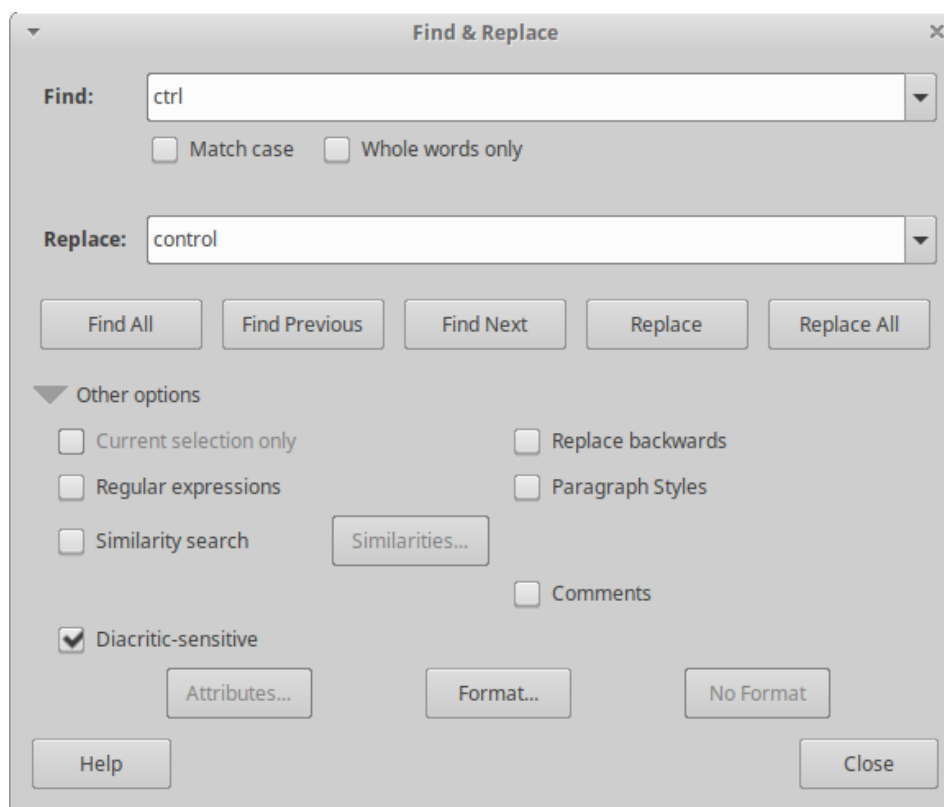 Find & Replace
Find: ctrl
Match case Whole words only
Replace: control
Find All Find Previous Find Next Replace Replace All
Other options
Current selection only Replace backwards
Regular expressions Paragraph Styles
Similarity search Similarities...
Comments
Diacritic-sensitive
Attributes... Format... No Format
Help Close